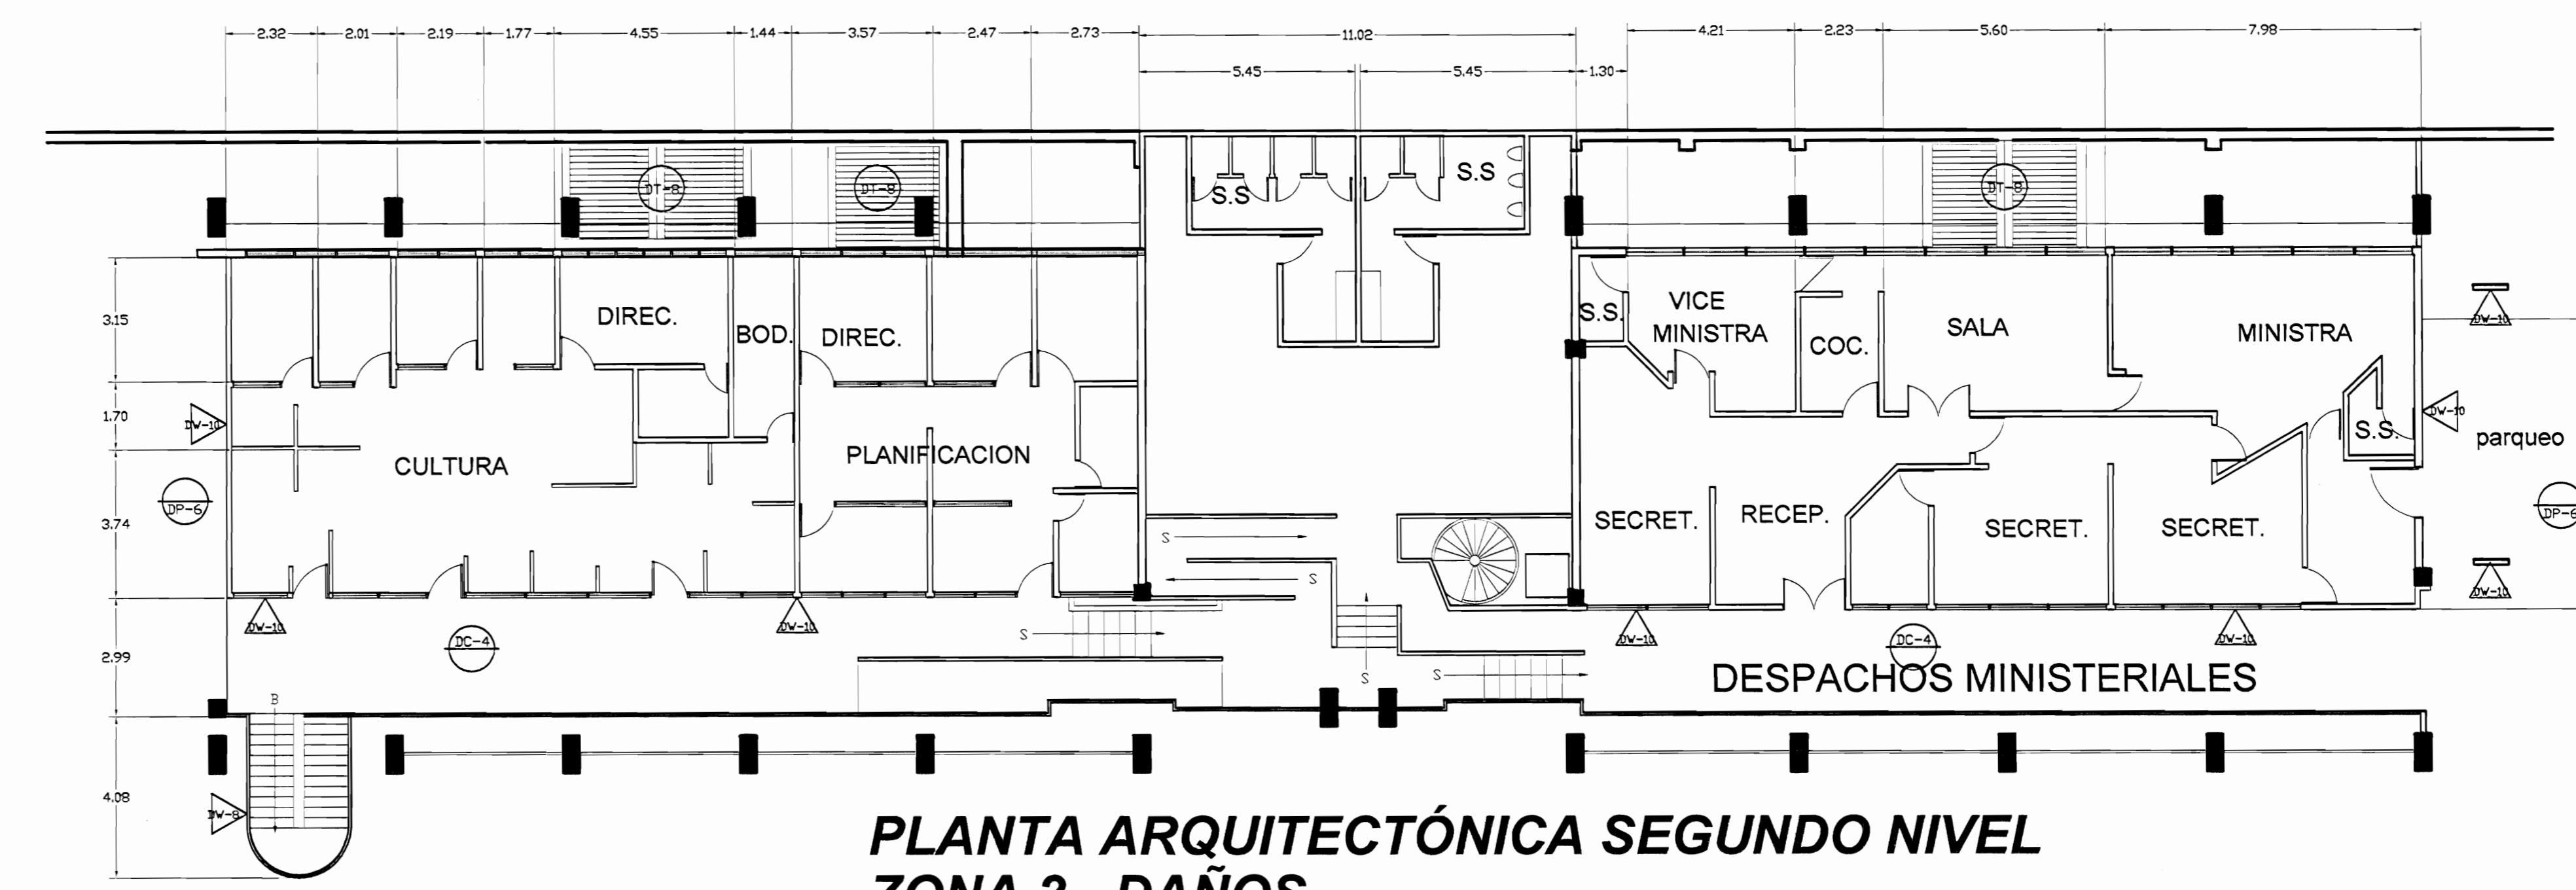 2.32 2.01 2.19 1.77 4.55 1.44 3.57 2.47 2.73 11.02 4.21 2.23 5.60 7.98
5.45 5.45 1.30
S.S
S.S
DT-8 DT-8 DT-8
3.15
DIREC.
BOD.
DIREC.
S.S.
VICE
MINISTRA
COC.
SALA
MINISTRA
DW-10
1.70
DW-10
CULTURA
PLANIFICACION
S.S.
DW-10
parqueo
3.74
DP-6
SECRET.
RECEP.
SECRET.
SECRET.
DP-6
S
S
DW-10
DW-10
DW-10
DW-10
DW-10
2.99
DC-4
S
S
S
DC-4
DESPACHOS MINISTERIALES
B
4.08
DW-8
PLANTA ARQUITECTÓNICA SEGUNDO NIVEL